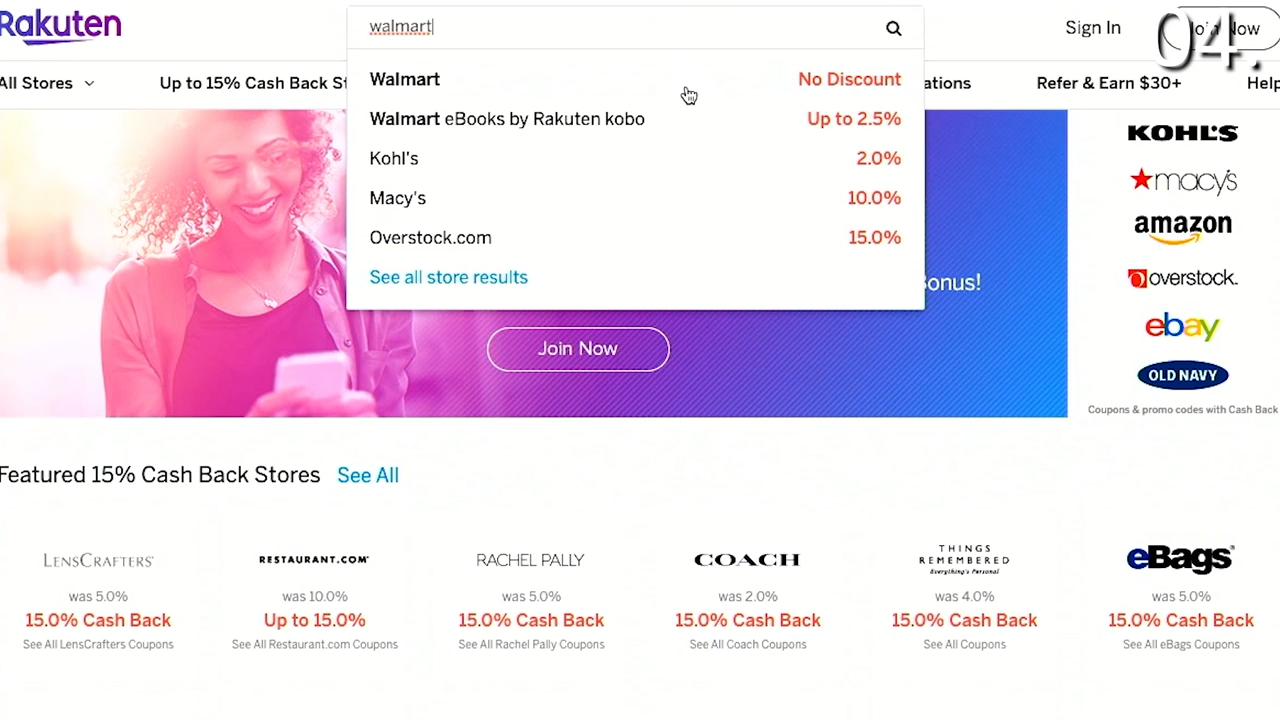 Rakuten
walmart
Sign In
Join Now
04.
All Stores
Up to 15% Cash Back St
ations
Refer & Earn $30+
Help
Walmart No Discount
Walmart eBooks by Rakuten kobo Up to 2.5%
Kohl's 2.0%
Macy's 10.0%
Overstock.com 15.0%
See all store results
Bonus!
Join Now
KOHL'S
macy's
amazon
overstock.
ebay
OLD NAVY
Coupons & promo codes with Cash Back
Featured 15% Cash Back Stores See All
LENSCRAFTERS
RESTAURANT.COM
RACHEL PALLY
COACH
THINGS
REMEMBERED
Everything's Personal
eBags
was 5.0%
was 10.0%
was 5.0%
was 2.0%
was 4.0%
was 5.0%
15.0% Cash Back
Up to 15.0%
15.0% Cash Back
15.0% Cash Back
15.0% Cash Back
15.0% Cash Back
See All LensCrafters Coupons
See All Restaurant.com Coupons
See All Rachel Pally Coupons
See All Coach Coupons
See All Coupons
See All eBags Coupons